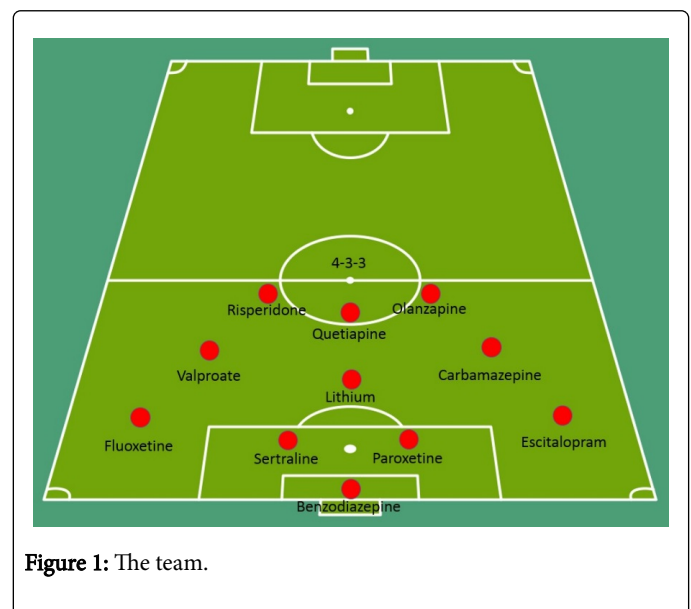 4-3-3
Risperidone
Olanzapine
Quetiapine
Valproate
Carbamazepine
Lithium
Fluoxetine
Escitalopram
Sertraline
Paroxetine
Benzodiazepine
Figure 1: The team.